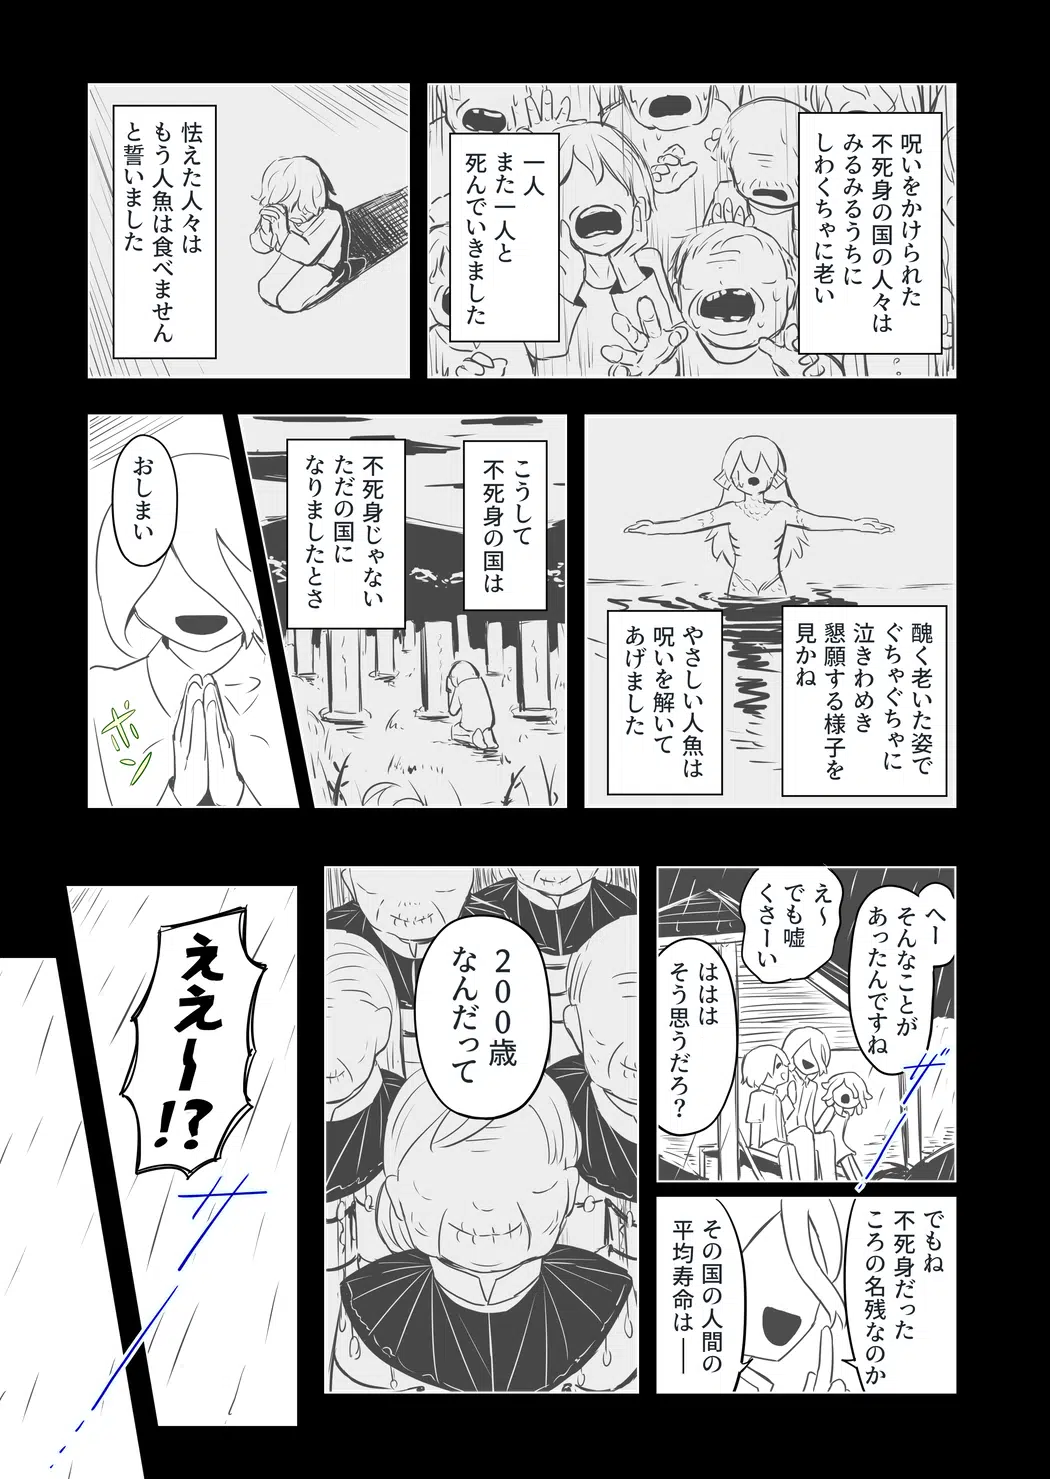 呪いをかけられた
不死身の国の人々は
みるみるうちに
しわくちゃに老い
一人
また一人と
死んでいきました
怯えた人々は
もう人魚は食べません
と誓いました
醜く老いた姿で
ぐちゃぐちゃに
泣きわめき
懇願する様子を
見かね
やさしい人魚は
呪いを解いて
あげました
こうして
不死身の国は
不死身じゃない
ただの国に
なりましたとさ
おしまい
ポン
へー
そんなことが
あったんですね
え〜
でも嘘
くさーい
ははは
そう思うだろ？
ザ
でもね
不死身だった
ころの名残なのか
その国の人間の
平均寿命は――
200歳
なんだって
ええ〜!?
サ